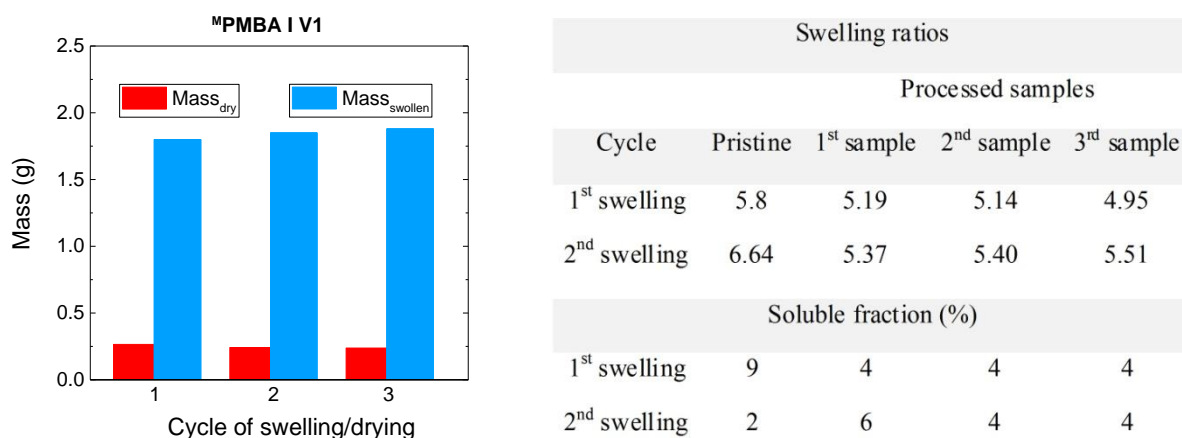 ᴹPMBA I V1
2.5
2.0
1.5
1.0
0.5
0.0
Mass (g)
Mass_dry Mass_swollen
1 2 3
Cycle of swelling/drying
Swelling ratios
Processed samples
Cycle Pristine 1st sample 2nd sample 3rd sample
1st swelling 5.8 5.19 5.14 4.95
2nd swelling 6.64 5.37 5.40 5.51
Soluble fraction (%)
1st swelling 9 4 4 4
2nd swelling 2 6 4 4